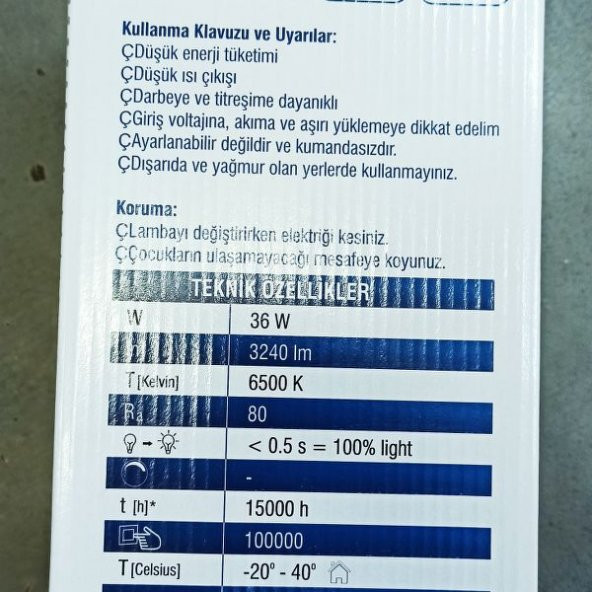 Kullanma Klavuzu ve Uyarılar:
ÇDüşük enerji tüketimi
ÇDüşük ısı çıkışı
ÇDarbeye ve titreşime dayanıklı
ÇGiriş voltajına, akıma ve aşırı yüklemeye dikkat edelim
ÇAyarlanabilir değildir ve kumandasızdır.
ÇDışarıda ve yağmur olan yerlerde kullanmayınız.
Koruma:
ÇLambayı değiştirirken elektriği kesiniz.
ÇÇocukların ulaşamayacağı mesafeye koyunuz.
TEKNİK ÖZELLİKLER
W 36 W
3240 lm
T [Kelvin] 6500 K
Ra 80
< 0.5 s = 100% light
-
t [h]* 15000 h
100000
T [Celsius] -20° - 40°